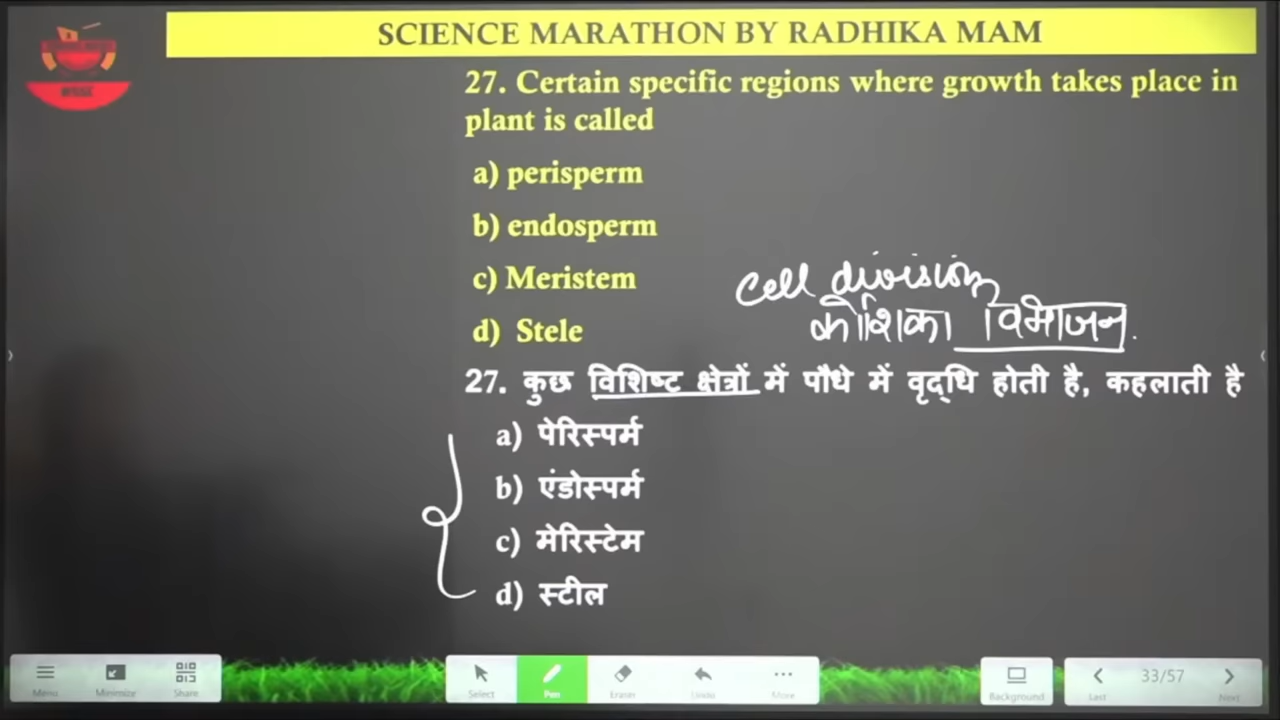 SCIENCE MARATHON BY RADHIKA MAM
27. Certain specific regions where growth takes place in
plant is called
a) perisperm
b) endosperm
c) Meristem
d) Stele
cell division
कोशिका विभाजन
27. कुछ विशिष्ट क्षेत्रों में पौधे में वृद्धि होती है, कहलाती है
a) पेरिस्पर्म
b) एंडोस्पर्म
c) मेरिस्टेम
d) स्टील
Menu Minimize Share Select Pen Eraser Undo More Background Last 33/57 Next